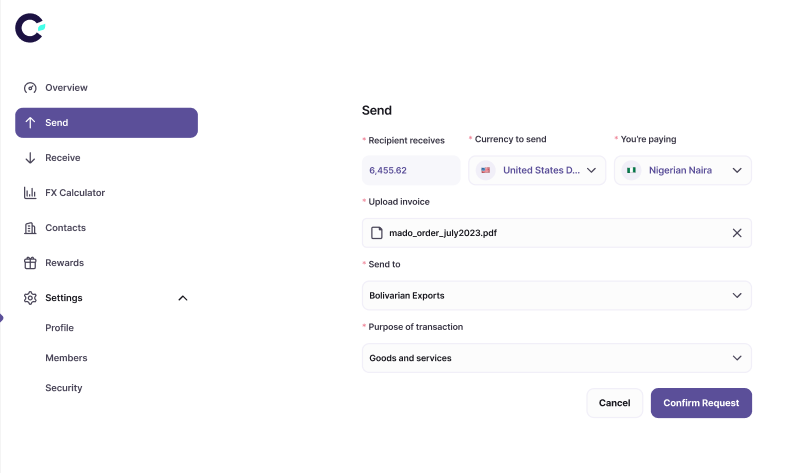 Overview
Send
Receive
FX Calculator
Contacts
Rewards
Settings
Profile
Members
Security
Send
* Recipient receives
* Currency to send
* You're paying
6,455.62
United States D...
Nigerian Naira
* Upload invoice
mado_order_july2023.pdf
* Send to
Bolivarian Exports
* Purpose of transaction
Goods and services
Cancel
Confirm Request